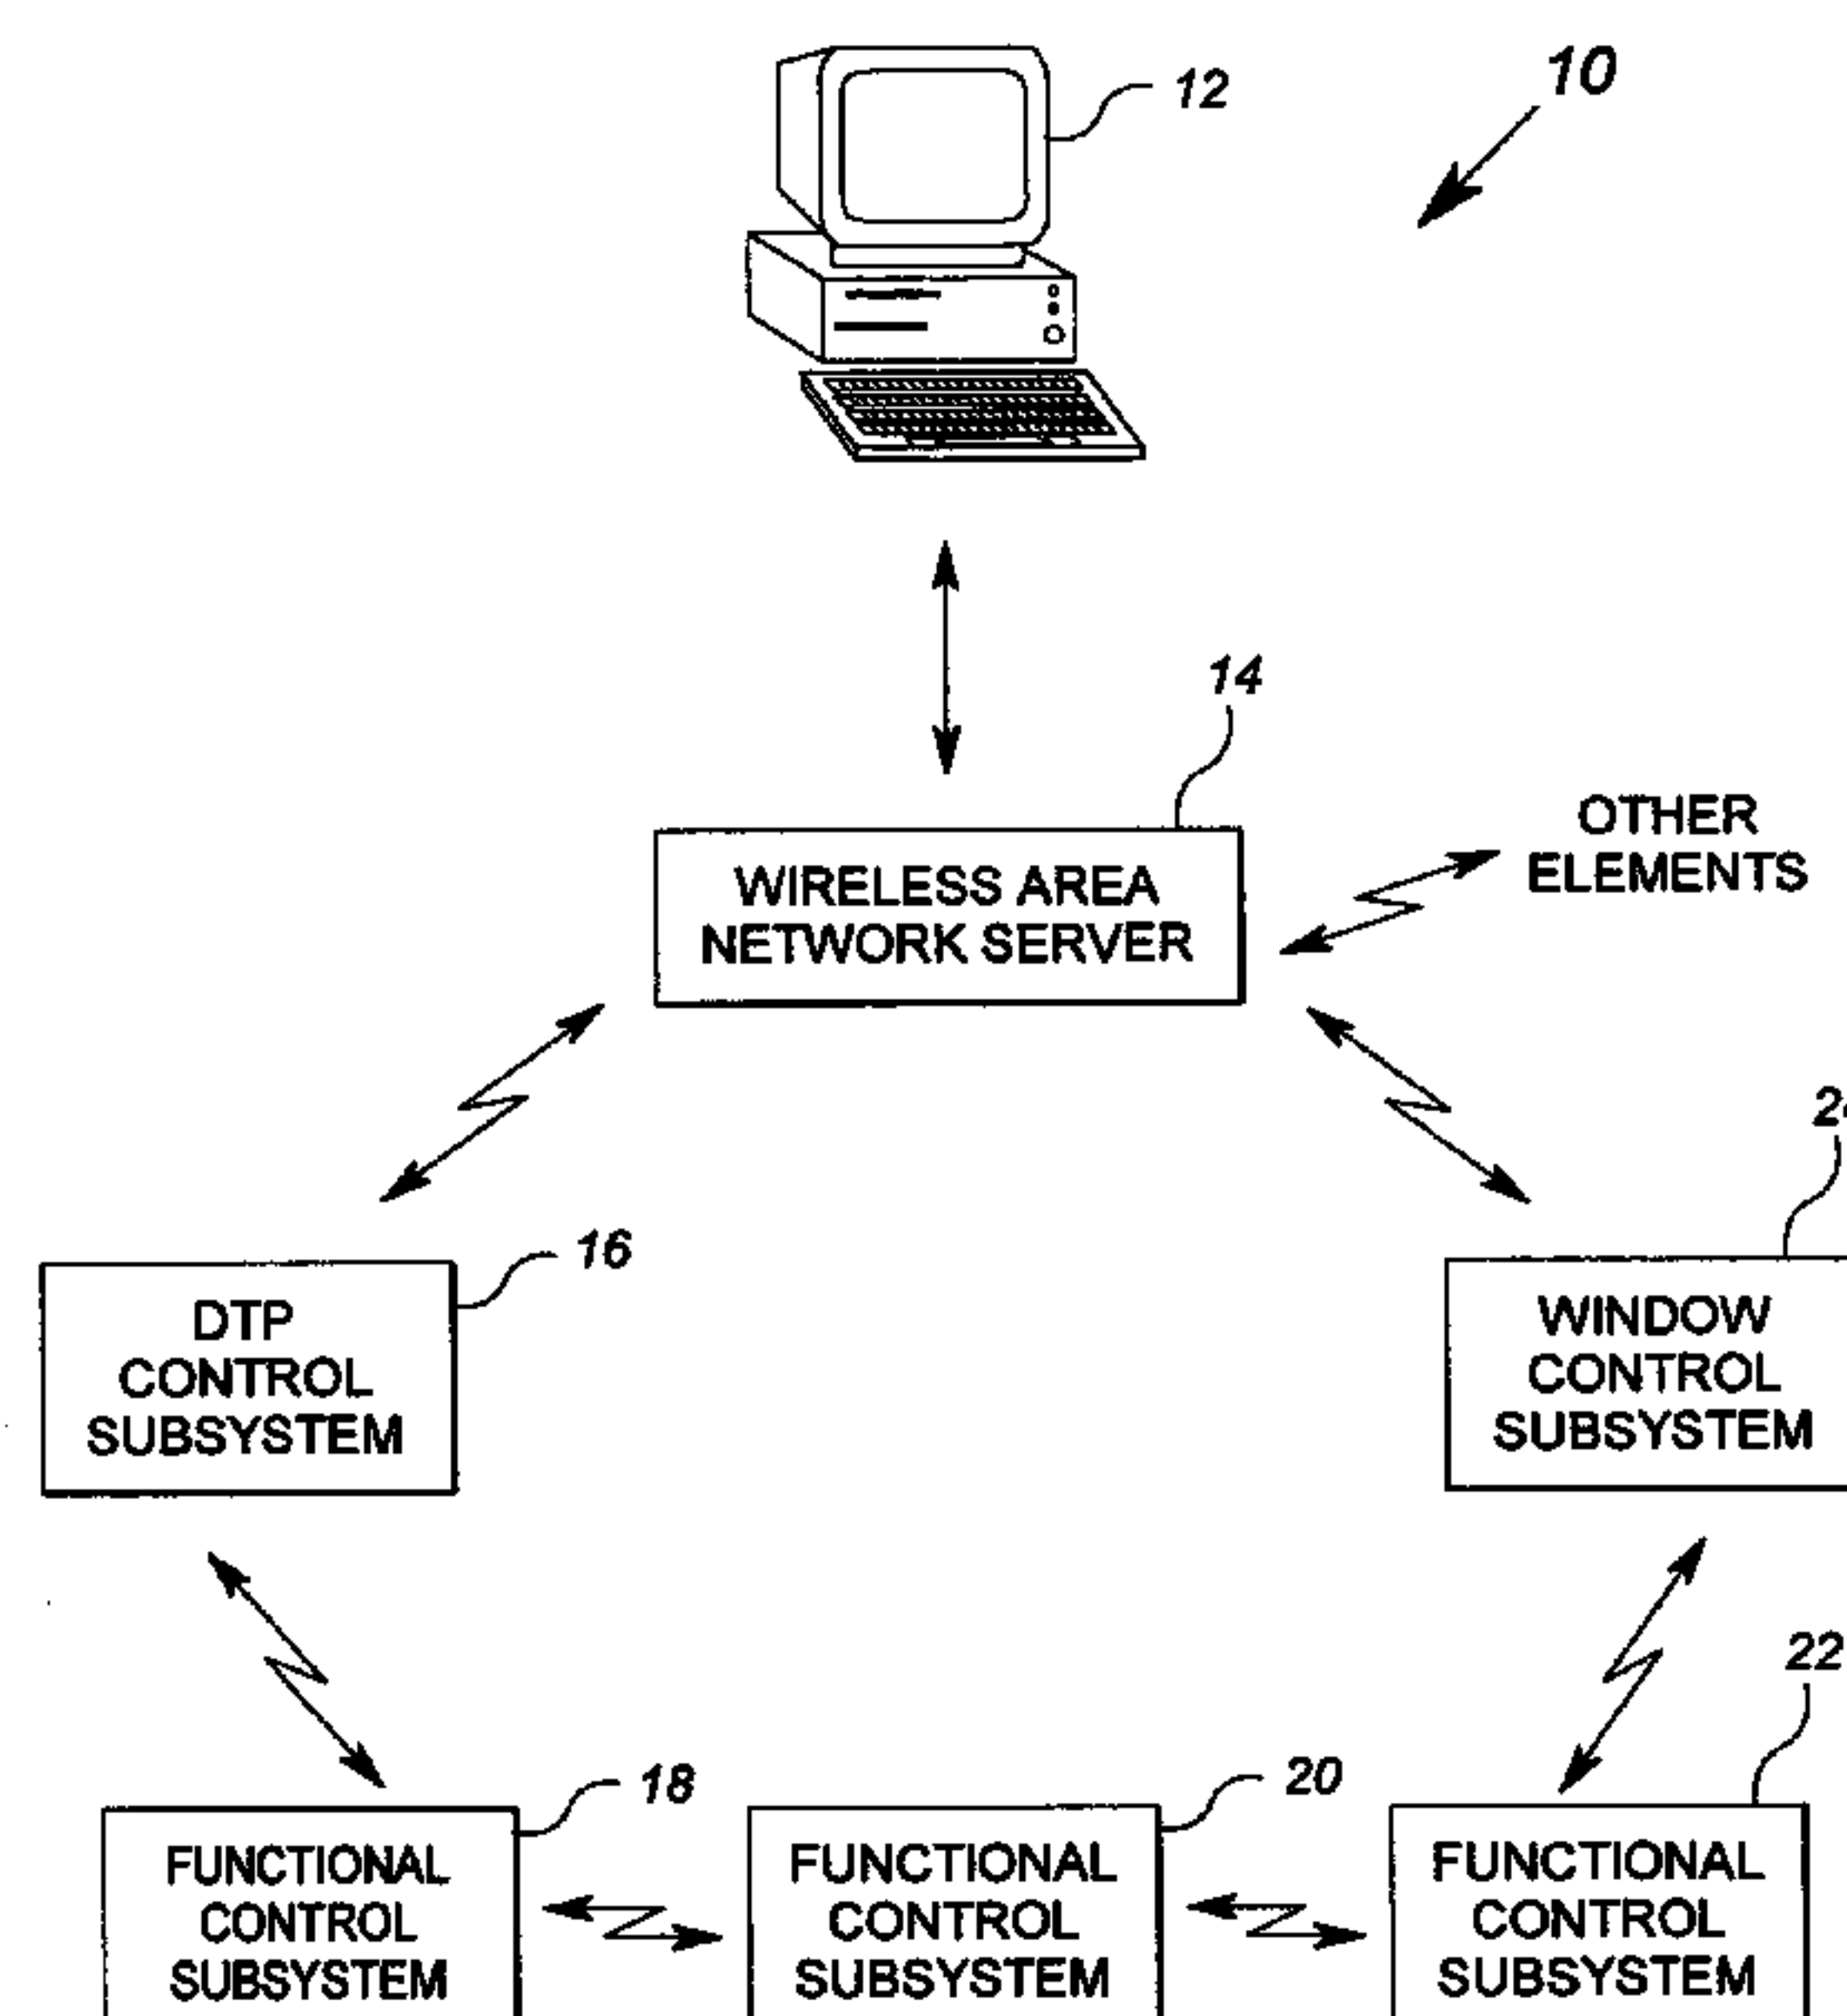 10
12
14
WIRELESS AREA
NETWORK SERVER
OTHER
ELEMENTS
16
DTP
CONTROL
SUBSYSTEM
WINDOW
CONTROL
SUBSYSTEM
18
FUNCTIONAL
CONTROL
SUBSYSTEM
20
FUNCTIONAL
CONTROL
SUBSYSTEM
22
FUNCTIONAL
CONTROL
SUBSYSTEM